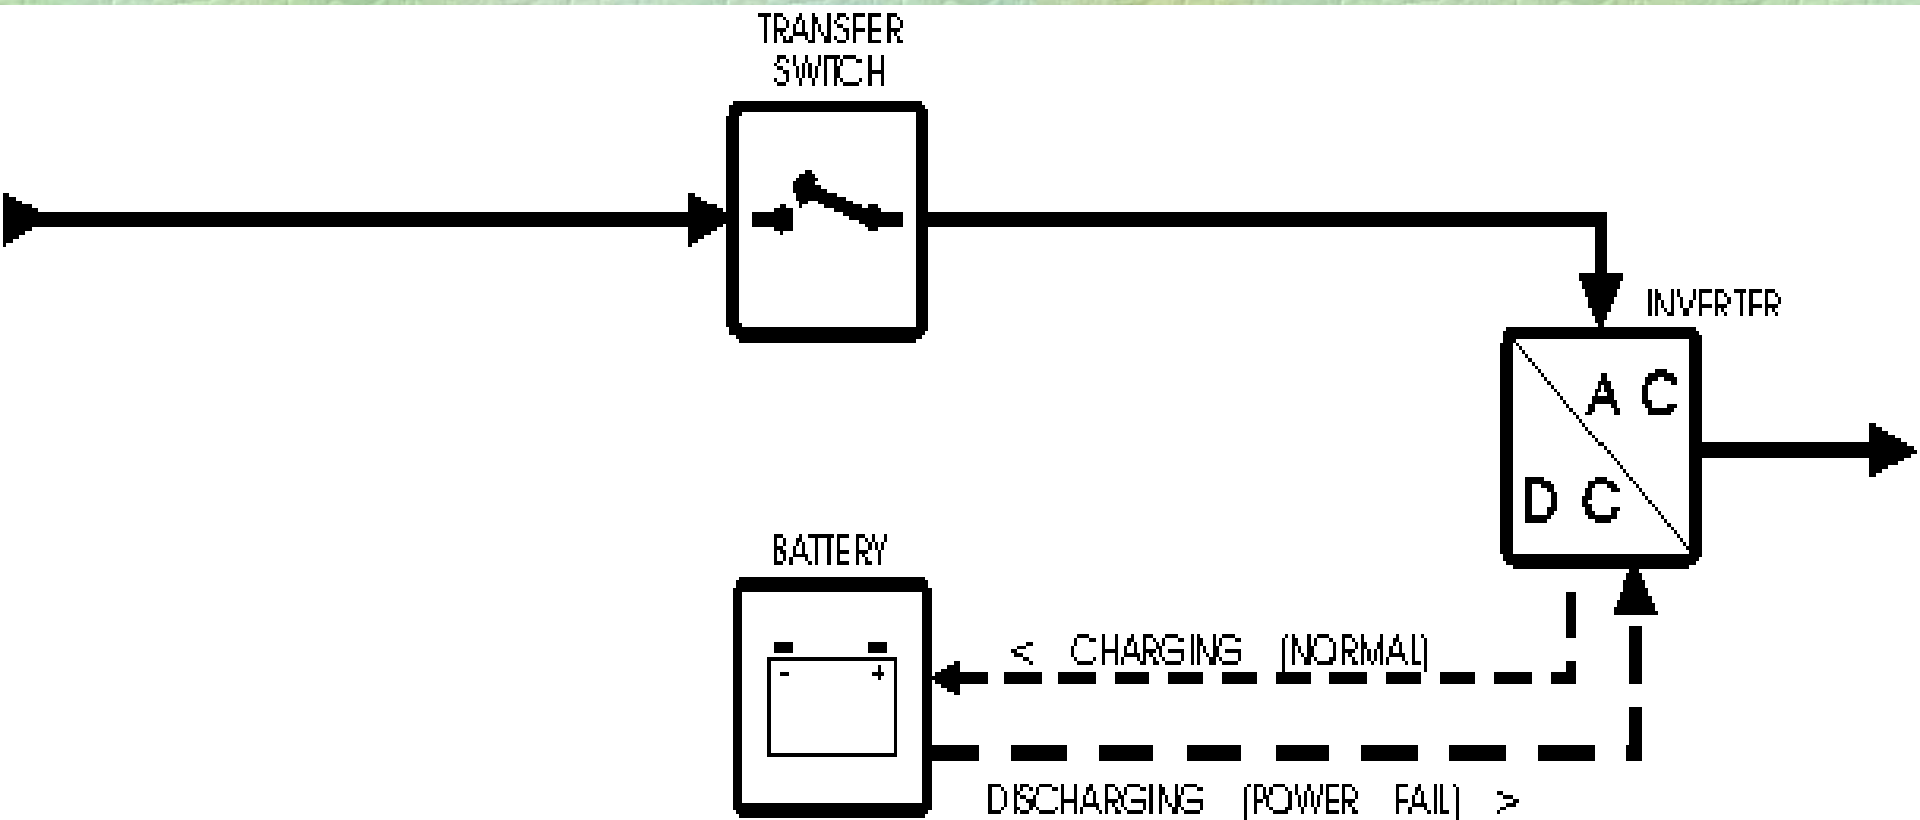 TRANSFER
SWITCH
INVERTER
A C
D C
BATTERY
- +
< CHARGING (NORMAL)
DISCHARGING (POWER FAIL) >